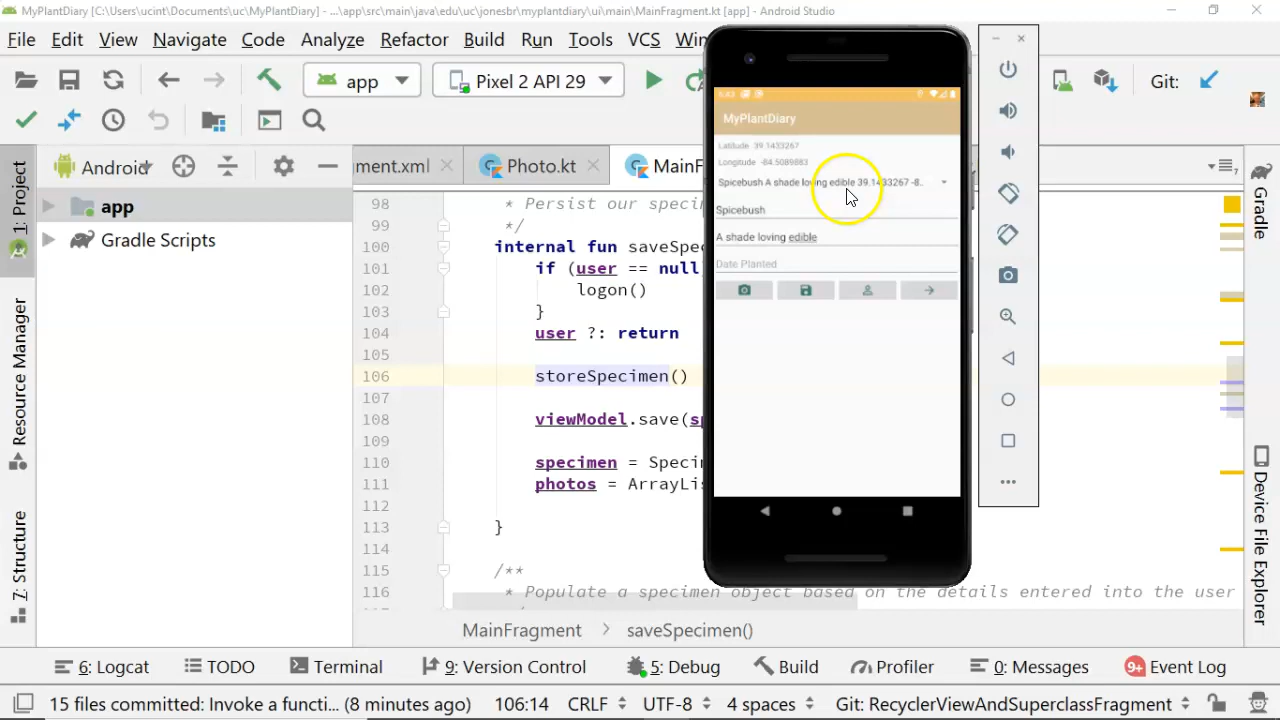 MyPlantDiary [C:\Users\ucint\Documents\uc\MyPlantDiary] - ...\app\src\main\java\edu\uc\jonesbr\myplantdiary\ui\main\MainFragment.kt [app] - Android Studio
File Edit View Navigate Code Analyze Refactor Build Run Tools VCS
app Pixel 2 API 29 Git:
Android ment.xml Photo.kt
app
Gradle Scripts
1: Project
Resource Manager
7: Structure
98 * Persist our speci
99 */
100 internal fun saveSpec
101 if (user == null
102 logon()
103 }
104 user ?: return
105
106 storeSpecimen()
107
108 viewModel.save(
109
110 specimen = Speci
111 photos = ArrayLis
112
113 }
114
115 /**
116 * Populate a specimen object based on the details entered into the user
MyPlantDiary
Latitude 39.1433267
Longitude -84.5089883
Spicebush A shade loving edible 39.1433267 -8..
Spicebush
A shade loving edible
Date Planted
Gradle
Device File Explorer
MainFragment > saveSpecimen()
6: Logcat TODO Terminal 9: Version Control 5: Debug Build Profiler 0: Messages 9+ Event Log
15 files committed: Invoke a functi... (8 minutes ago) 106:14 CRLF UTF-8 4 spaces Git: RecyclerViewAndSuperclassFragment